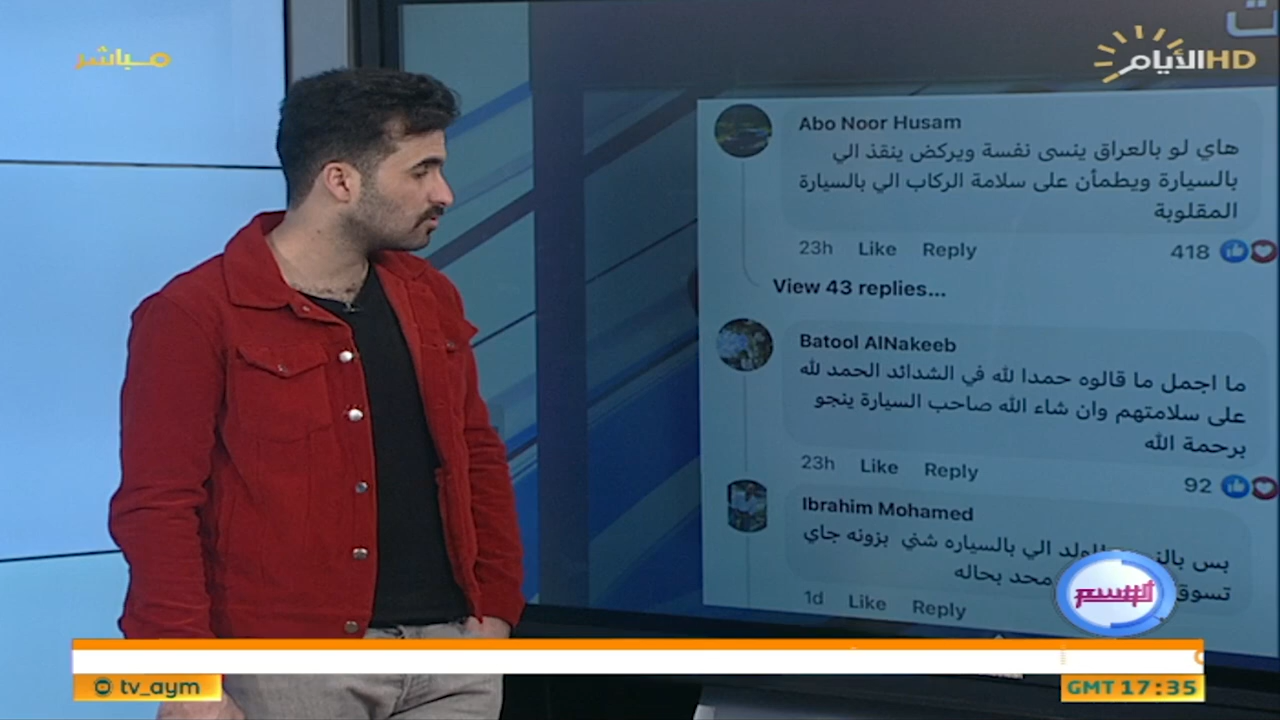 مباشر
الأيام HD
ت
Abo Noor Husam
هاي لو بالعراق ينسى نفسة ويركض ينقذ الي
بالسيارة ويطمأن على سلامة الركاب الي بالسيارة
المقلوبة
23h Like Reply 418
View 43 replies...
Batool AlNakeeb
ما اجمل ما قالوه حمدا لله في الشدائد الحمد لله
على سلامتهم وان شاء الله صاحب السيارة ينجو
برحمة الله
23h Like Reply 92
Ibrahim Mohamed
بس بالنسبة للولد الي بالسياره شني بزونه جاي
تسوق محد بحاله
1d Like Reply
tv_aym
GMT 17:35